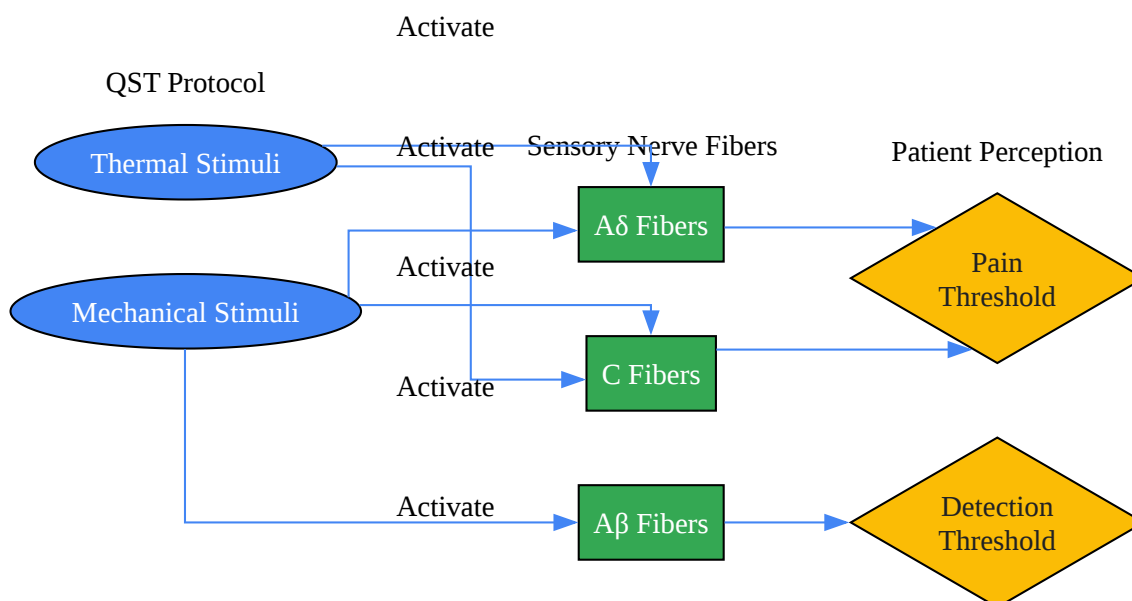 Activate
QST Protocol
Thermal Stimuli
Activate
Sensory Nerve Fibers
Patient Perception
Aδ Fibers
Pain
Threshold
Activate
Mechanical Stimuli
C Fibers
Activate
Activate
Aβ Fibers
Detection
Threshold